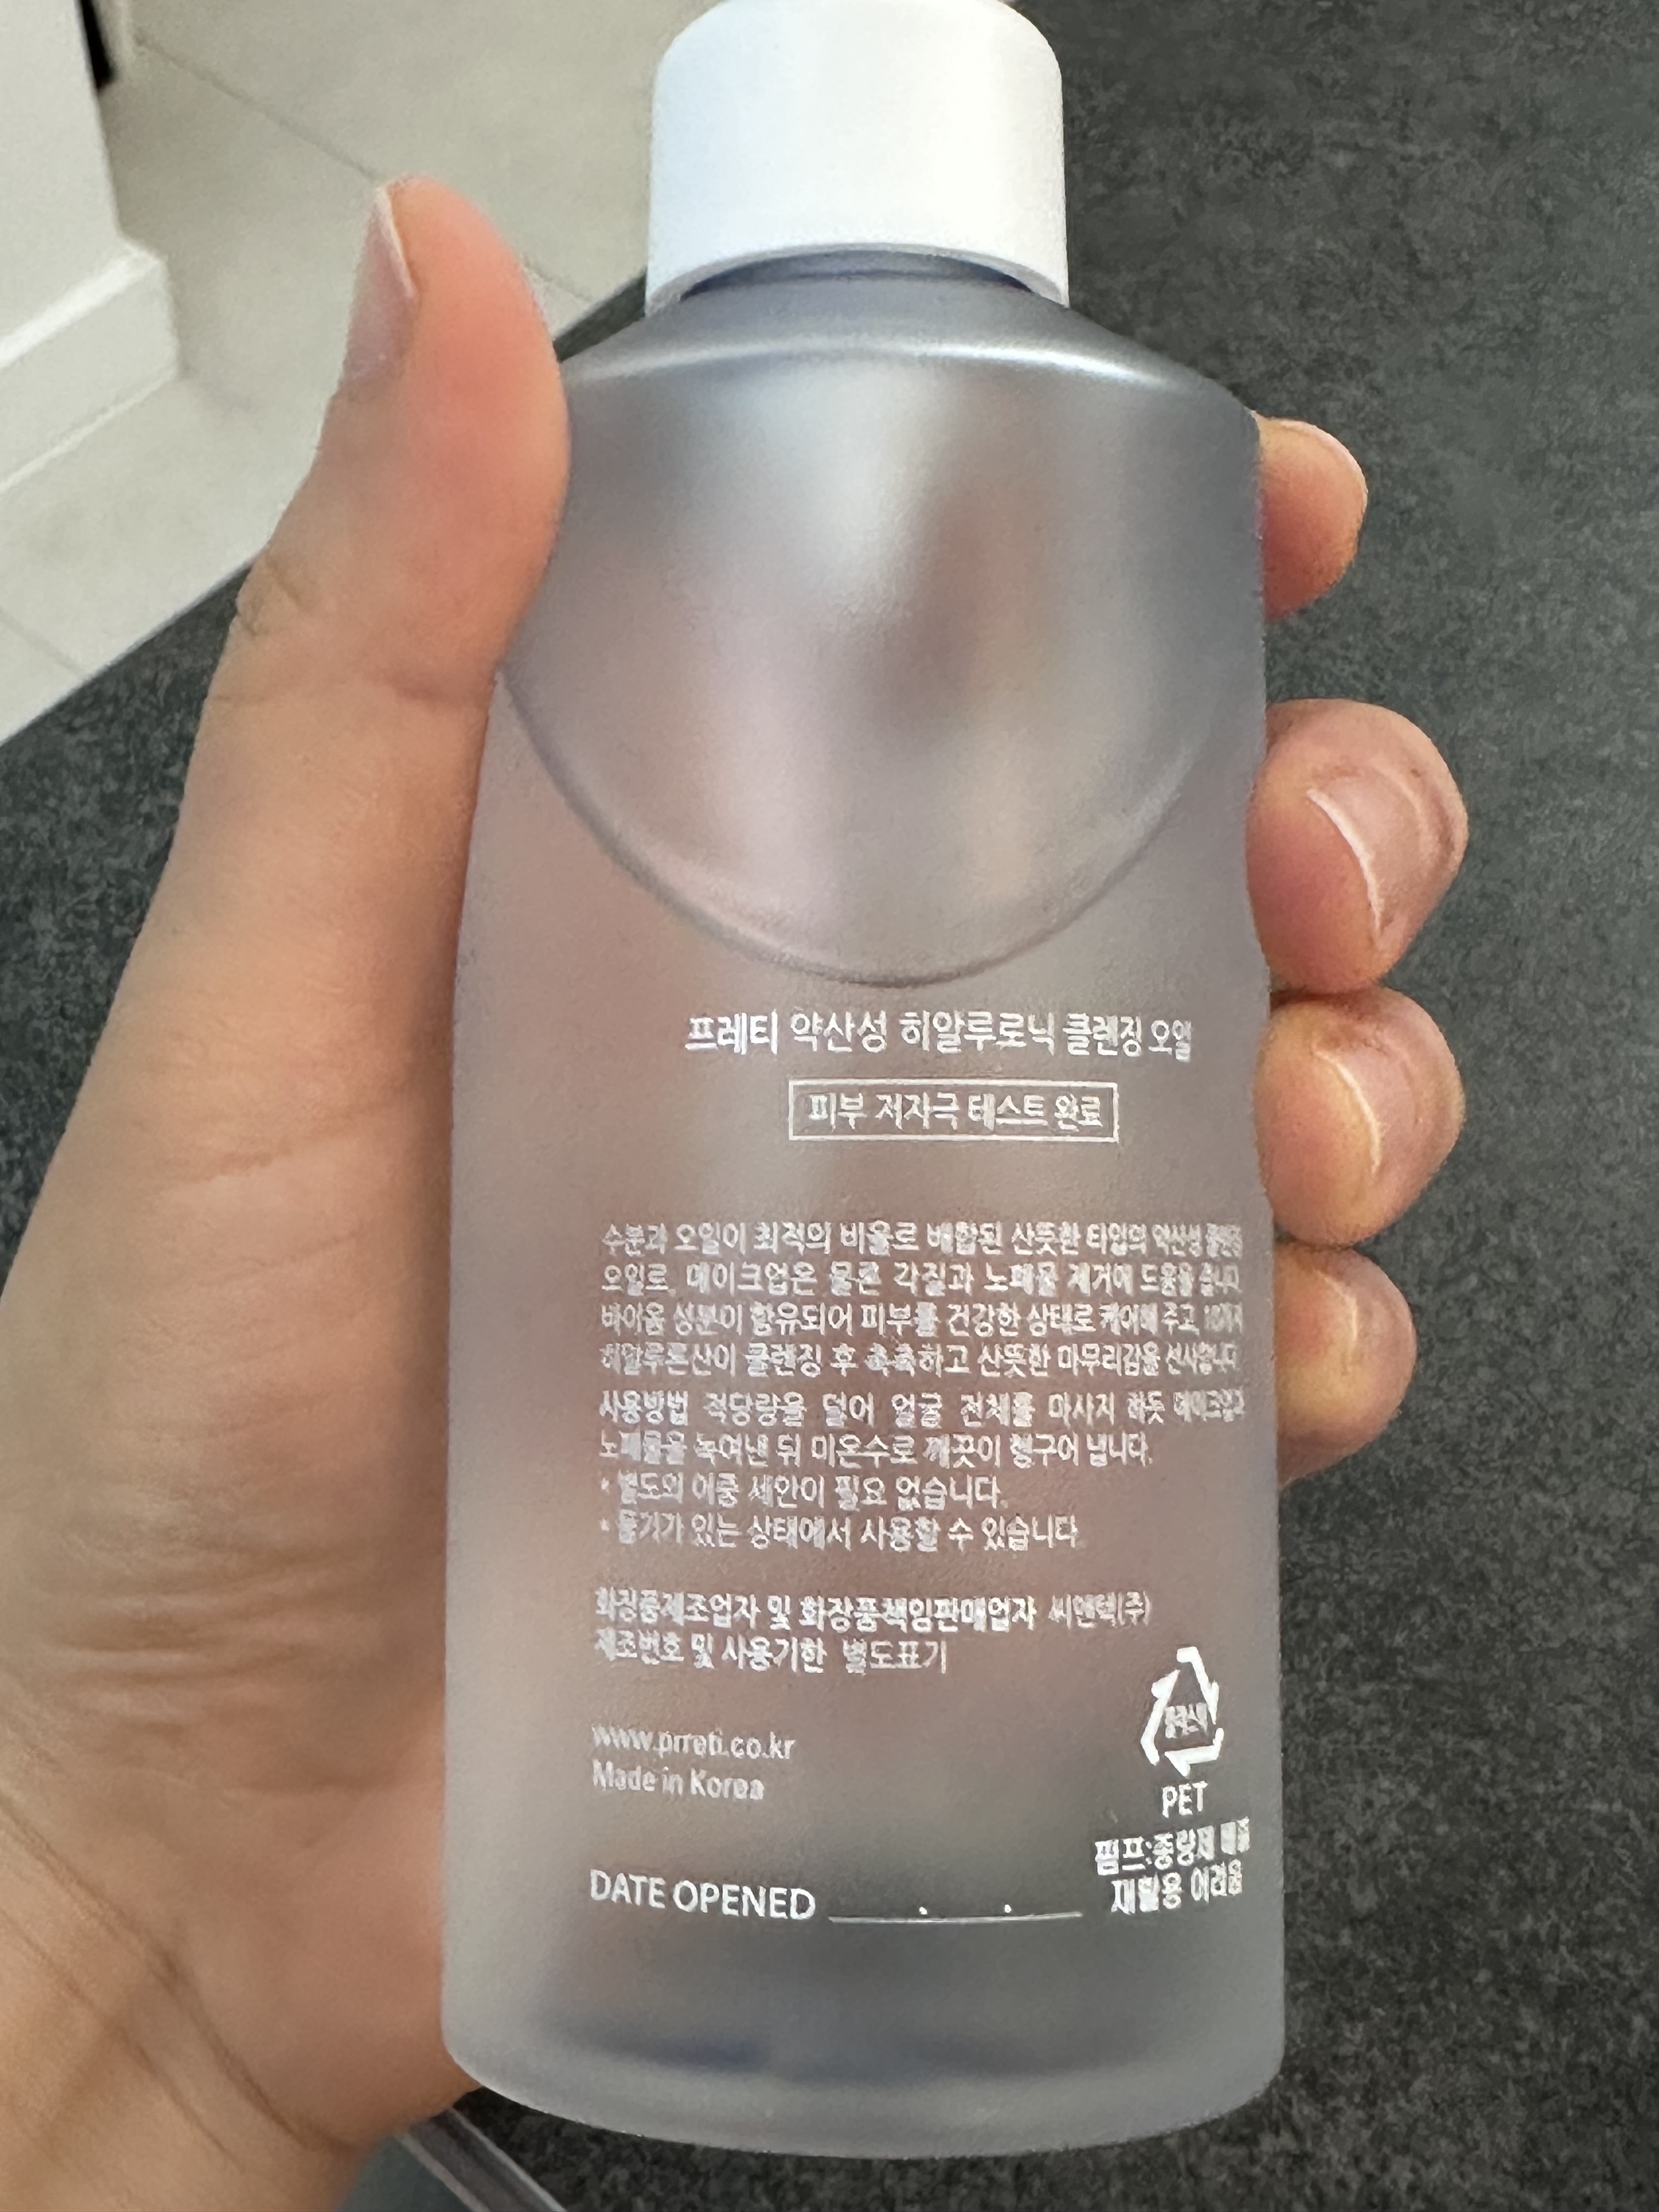 프레티 약산성 히알루로닉 클렌징 오일
피부 저자극 테스트 완료
수분과 오일이 최적의 비율로 배합된 산뜻한 타입의 약산성 클렌징
오일로, 메이크업은 물론 각질과 노폐물 제거에 도움을 줍니다.
바이옴 성분이 함유되어 피부를 건강한 상태로 케어해 주고,
히알루론산이 클렌징 후 촉촉하고 산뜻한 마무리감을 선사합니다.
사용방법 적당량을 덜어 얼굴 전체를 마사지 하듯 메이크업과
노폐물을 녹여낸 뒤 미온수로 깨끗이 헹구어 냅니다.
* 별도의 이중 세안이 필요 없습니다.
* 물기가 있는 상태에서 사용할 수 있습니다.
화장품제조업자 및 화장품책임판매업자 씨앤텍(주)
제조번호 및 사용기한 별도표기
www.prreti.co.kr
Made in Korea
PET
펌프:중량제 배출
재활용 어려움
DATE OPENED ____.____.____